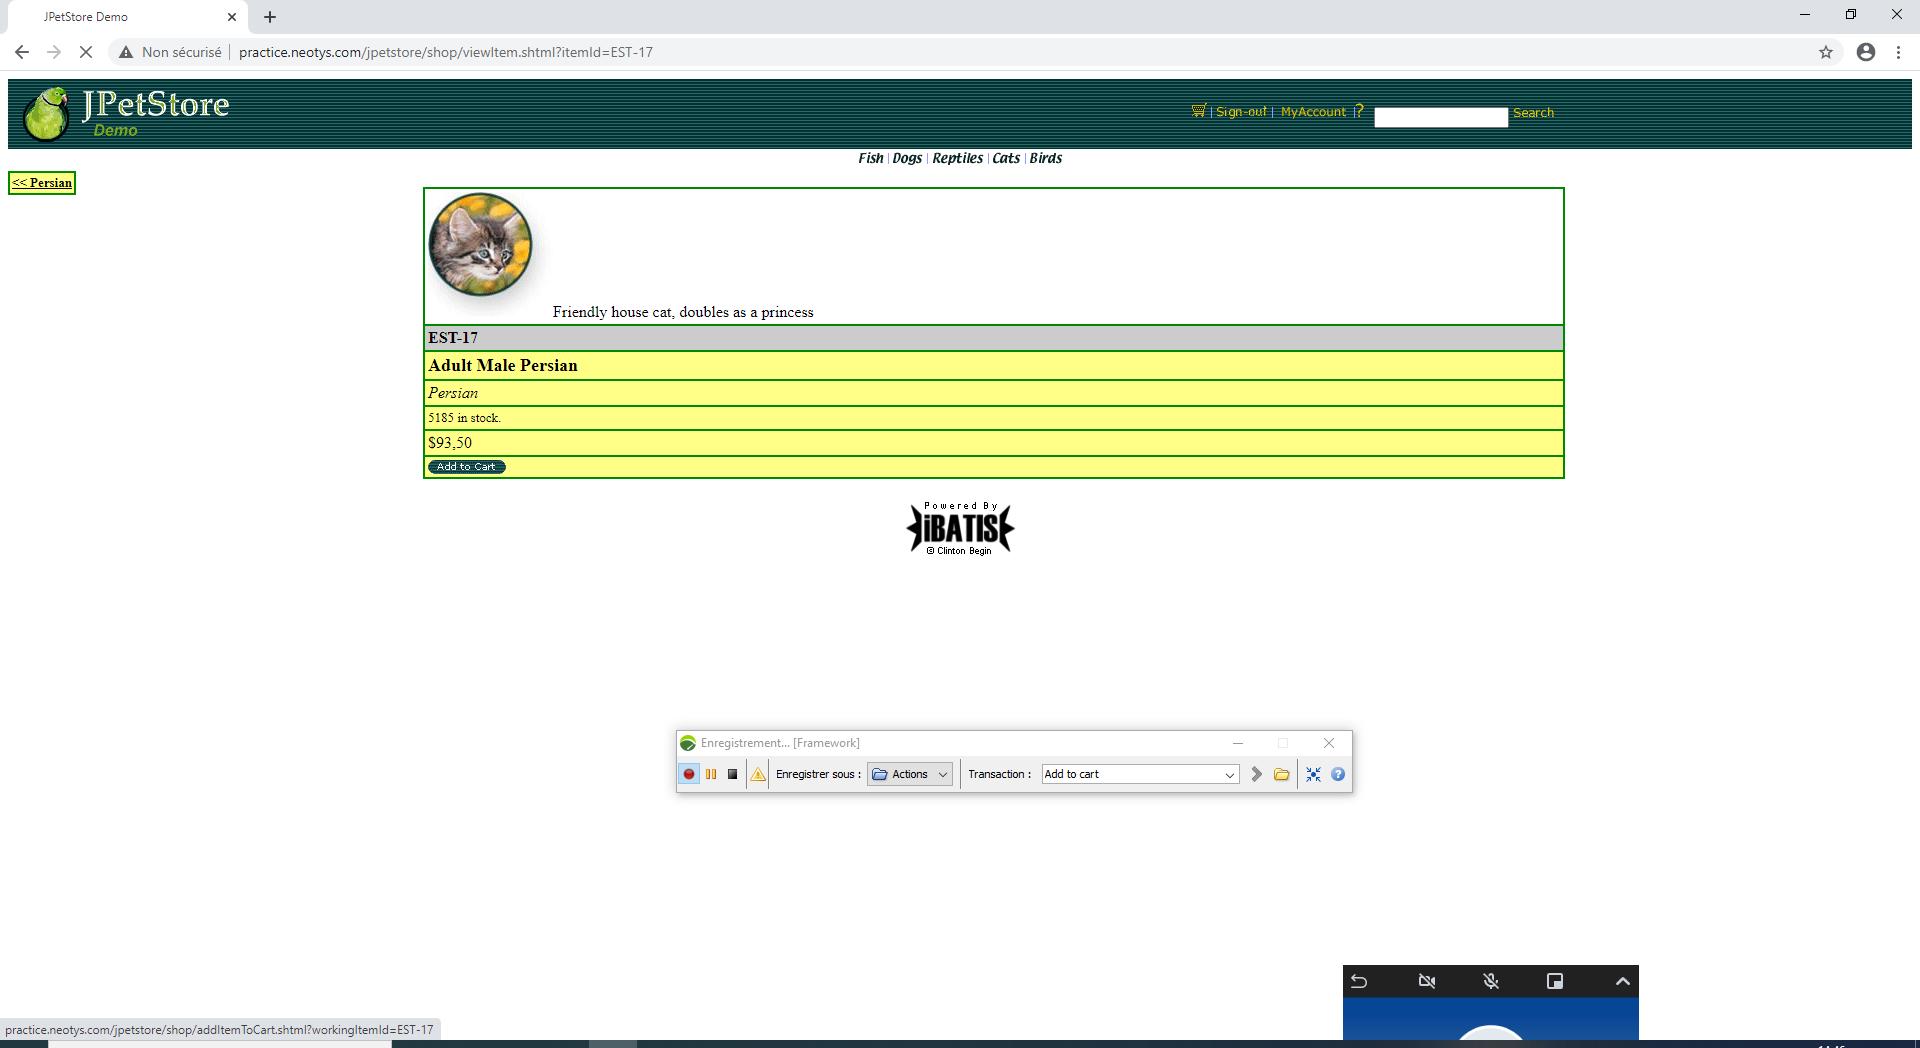 JPetStore Demo
Non sécurisé
practice.neotys.com/jpetstore/shop/viewItem.shtml?itemId=EST-17
JPetStore
Demo
| Sign-out | MyAccount | ?
Search
Fish | Dogs | Reptiles | Cats | Birds
<< Persian
Friendly house cat, doubles as a princess
EST-17
Adult Male Persian
Persian
5185 in stock.
$93,50
Add to Cart
Powered By
iBATIS
© Clinton Begin
Enregistrement... [Framework]
Enregistrer sous : Actions Transaction : Add to cart
practice.neotys.com/jpetstore/shop/addItemToCart.shtml?workingItemId=EST-17